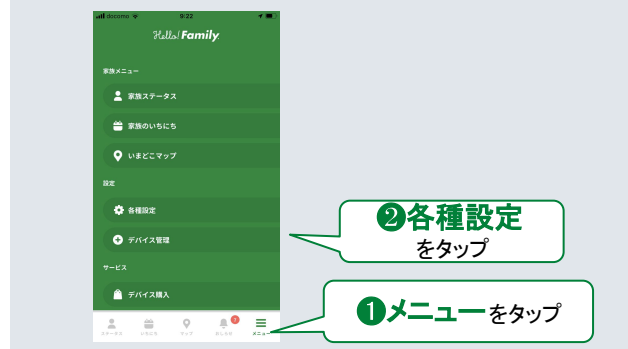 docomo 9:22
Hello! Family.
家族メニュー
家族ステータス
家族のいちにち
いまどこマップ
設定
各種設定
デバイス管理
サービス
デバイス購入
ステータス いちにち マップ おしらせ メニュー
❷各種設定
をタップ
❶メニューをタップ